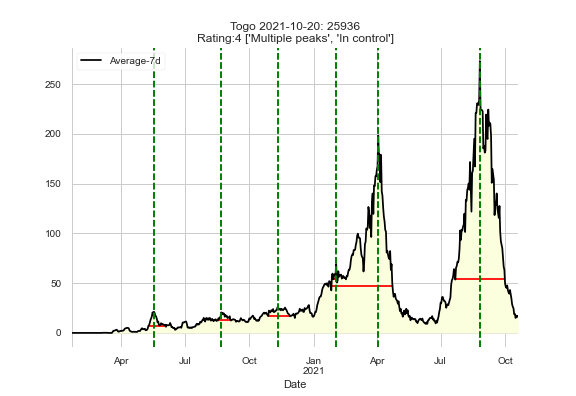 Togo 2021-10-20: 25936
Rating:4 ['Multiple peaks', 'In control']
Average-7d
250
200
150
100
50
0
Apr Jul Oct Jan Apr Jul Oct
2021
Date